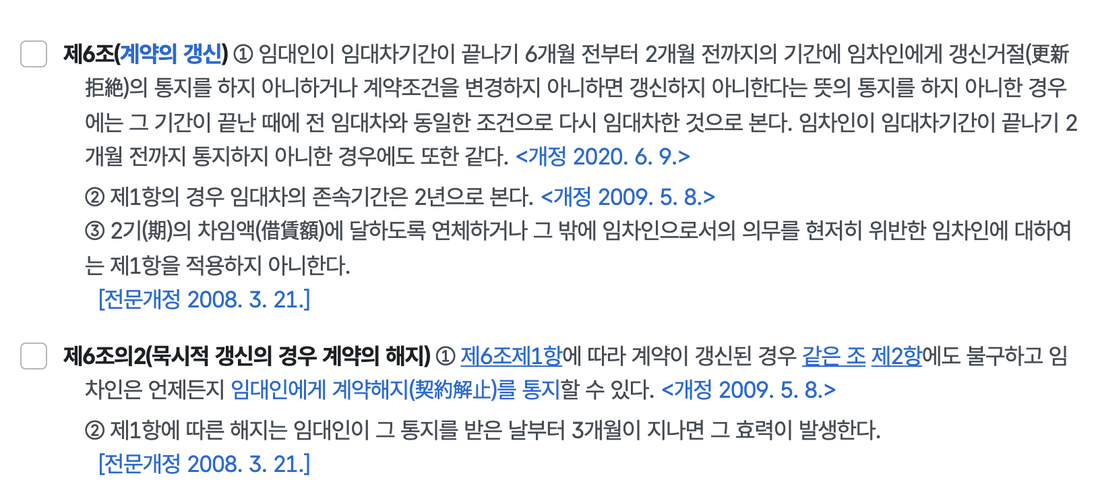 제6조(계약의 갱신) ① 임대인이 임대차기간이 끝나기 6개월 전부터 2개월 전까지의 기간에 임차인에게 갱신거절(更新
拒絶)의 통지를 하지 아니하거나 계약조건을 변경하지 아니하면 갱신하지 아니한다는 뜻의 통지를 하지 아니한 경우
에는 그 기간이 끝난 때에 전 임대차와 동일한 조건으로 다시 임대차한 것으로 본다. 임차인이 임대차기간이 끝나기 2
개월 전까지 통지하지 아니한 경우에도 또한 같다. <개정 2020. 6. 9.>
② 제1항의 경우 임대차의 존속기간은 2년으로 본다. <개정 2009. 5. 8.>
③ 2기(期)의 차임액(借賃額)에 달하도록 연체하거나 그 밖에 임차인으로서의 의무를 현저히 위반한 임차인에 대하여
는 제1항을 적용하지 아니한다.
[전문개정 2008. 3. 21.]
제6조의2(묵시적 갱신의 경우 계약의 해지) ① 제6조제1항에 따라 계약이 갱신된 경우 같은 조 제2항에도 불구하고 임
차인은 언제든지 임대인에게 계약해지(契約解止)를 통지할 수 있다. <개정 2009. 5. 8.>
② 제1항에 따른 해지는 임대인이 그 통지를 받은 날부터 3개월이 지나면 그 효력이 발생한다.
[전문개정 2008. 3. 21.]